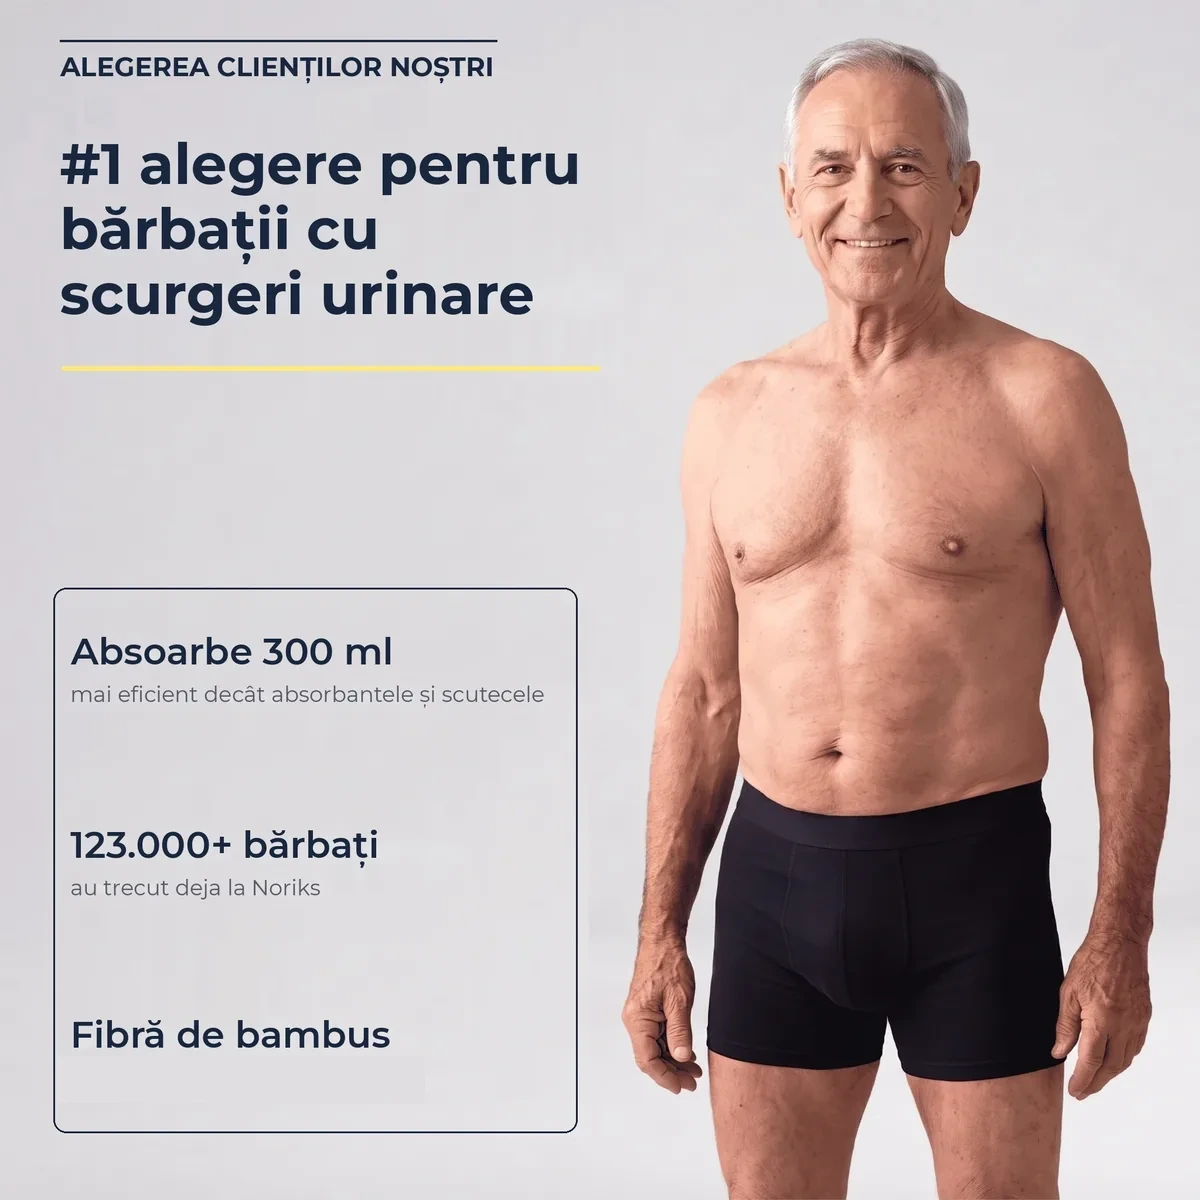 ALEGEREA CLIENȚILOR NOȘTRI
#1 alegere pentru
bărbații cu
scurgeri urinare
Absoarbe 300 ml
mai eficient decât absorbantele și scutecele
123.000+ bărbați
au trecut deja la Noriks
Fibră de bambus